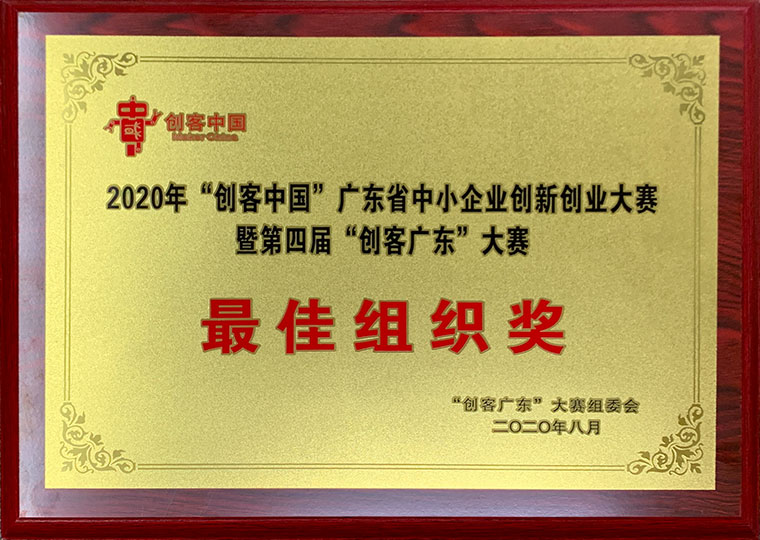 创客中国
Maker China
2020年“创客中国”广东省中小企业创新创业大赛
暨第四届“创客广东”大赛
最佳组织奖
“创客广东”大赛组委会
二〇二〇年八月